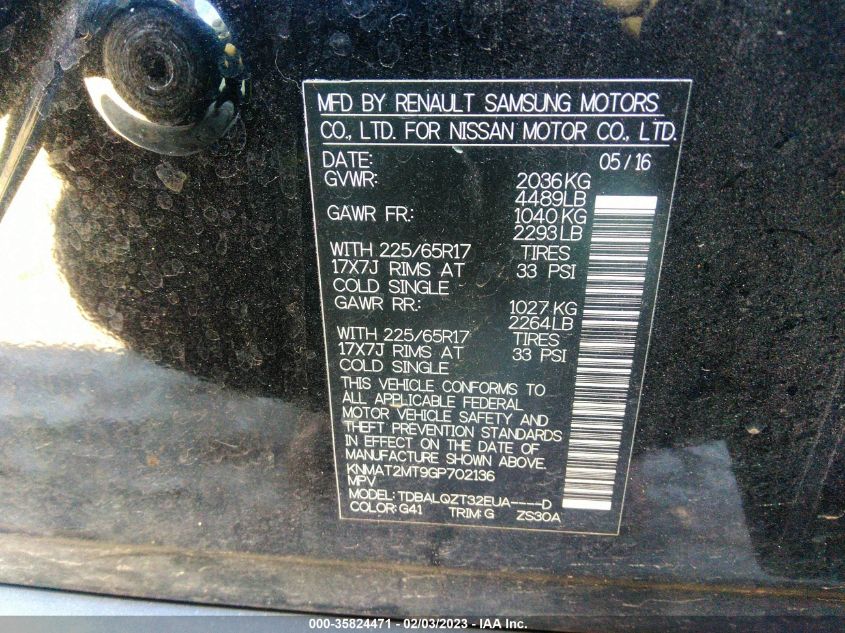 MFD BY RENAULT SAMSUNG MOTORS
CO., LTD. FOR NISSAN MOTOR CO., LTD.
DATE: 05/16
GVWR: 2036KG
4489LB
GAWR FR: 1040KG
2293LB
WITH 225/65R17 TIRES
17X7J RIMS AT 33 PSI
COLD SINGLE
GAWR RR: 1027KG
2264LB
WITH 225/65R17 TIRES
17X7J RIMS AT 33 PSI
COLD SINGLE
THIS VEHICLE CONFORMS TO
ALL APPLICABLE FEDERAL
MOTOR VEHICLE SAFETY AND
THEFT PREVENTION STANDARDS
IN EFFECT ON THE DATE OF
MANUFACTURE SHOWN ABOVE.
KNMAT2MT9GP702136
MPV
MODEL: TDBALQZT32EUA----D
COLOR: G41 TRIM: G ZS30A
000-35824471 - 02/03/2023 - IAA Inc.